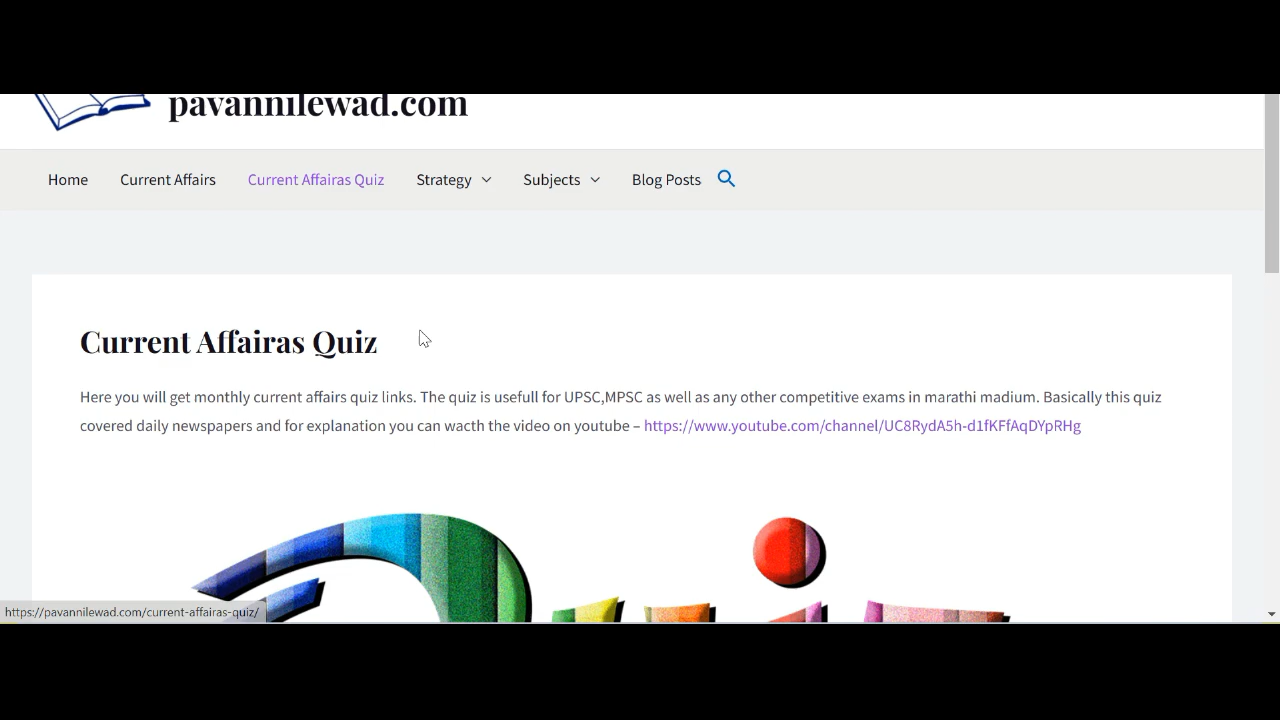 pavannilewad.com
Home Current Affairs Current Affairas Quiz Strategy Subjects Blog Posts
Current Affairas Quiz
Here you will get monthly current affairs quiz links. The quiz is usefull for UPSC,MPSC as well as any other competitive exams in marathi madium. Basically this quiz
covered daily newspapers and for explanation you can wacth the video on youtube – https://www.youtube.com/channel/UC8RydA5h-d1fKFfAqDYpRHg
Quiz
https://pavannilewad.com/current-affairas-quiz/